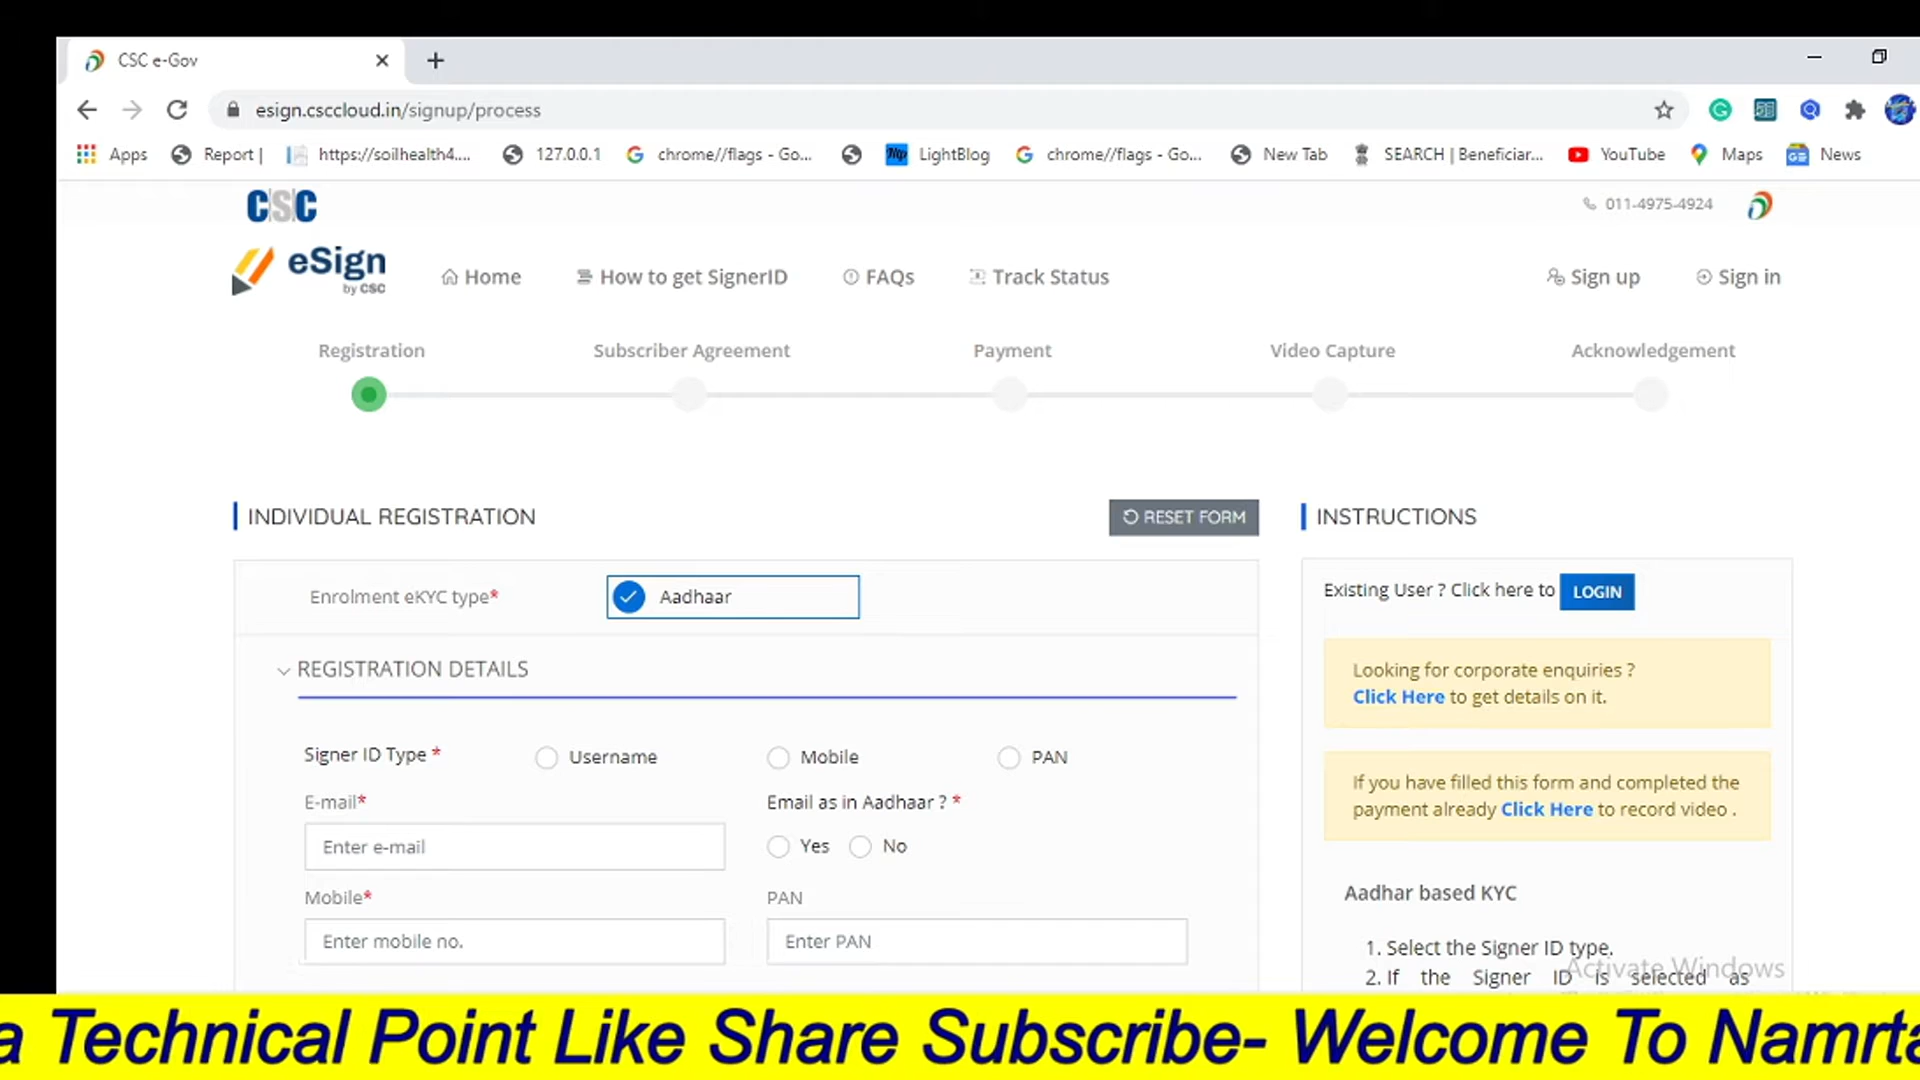 CSC e-Gov
esign.csccloud.in/signup/process
Apps Report | https://soilhealth4.... 127.0.0.1 chrome//flags - Go... LightBlog chrome//flags - Go... New Tab SEARCH | Beneficiar... YouTube Maps News
CSC
011-4975-4924
eSign
by CSC
Home How to get SignerID FAQs Track Status Sign up Sign in
Registration Subscriber Agreement Payment Video Capture Acknowledgement
INDIVIDUAL REGISTRATION
RESET FORM
Enrolment eKYC type*
Aadhaar
REGISTRATION DETAILS
Signer ID Type * Username Mobile PAN
E-mail* Email as in Aadhaar ? *
Enter e-mail Yes No
Mobile* PAN
Enter mobile no. Enter PAN
INSTRUCTIONS
Existing User ? Click here to LOGIN
Looking for corporate enquiries ?
Click Here to get details on it.
If you have filled this form and completed the
payment already Click Here to record video .
Aadhar based KYC
1. Select the Signer ID type.
Activate Windows
2. If the Signer ID is selected as
a Technical Point Like Share Subscribe- Welcome To Namrta